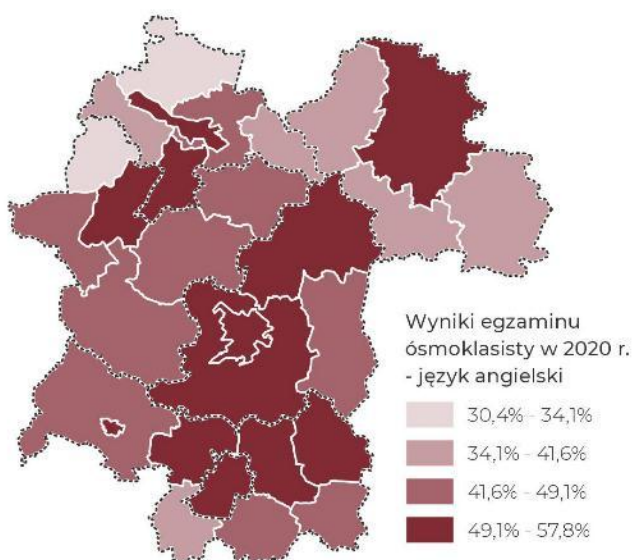 Wyniki egzaminu
ósmoklasisty w 2020 r.
- język angielski
30,4% - 34,1%
34,1% - 41,6%
41,6% - 49,1%
49,1% - 57,8%